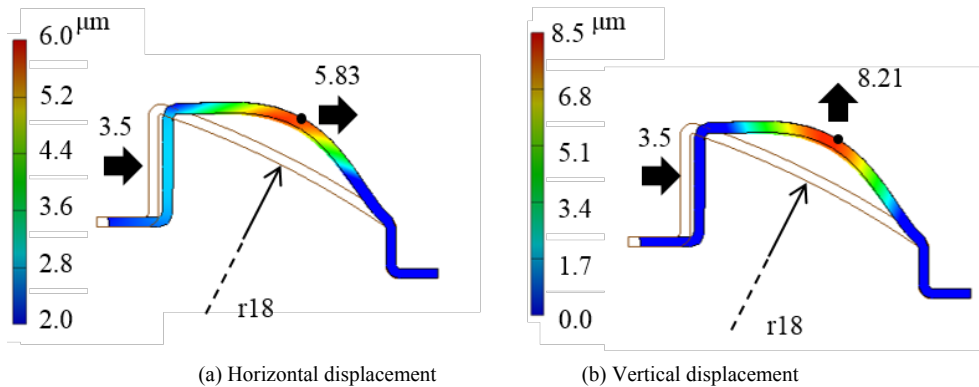 μm
6.0
5.2
4.4
3.6
2.8
2.0
3.5
5.83
r18
(a) Horizontal displacement
μm
8.5
6.8
5.1
3.4
1.7
0.0
3.5
8.21
r18
(b) Vertical displacement